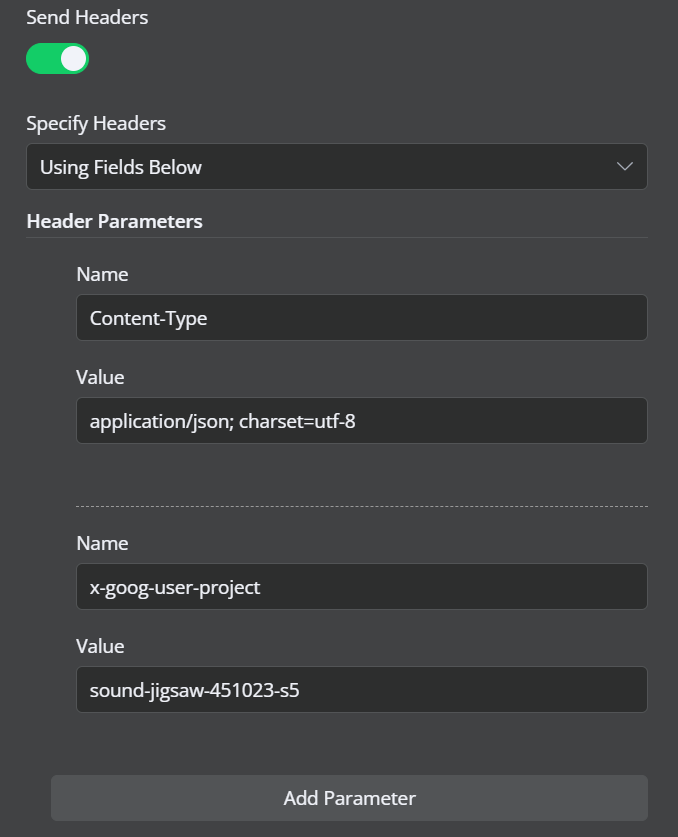 Send Headers
Specify Headers
Using Fields Below
Header Parameters
Name
Content-Type
Value
application/json; charset=utf-8
Name
x-goog-user-project
Value
sound-jigsaw-451023-s5
Add Parameter